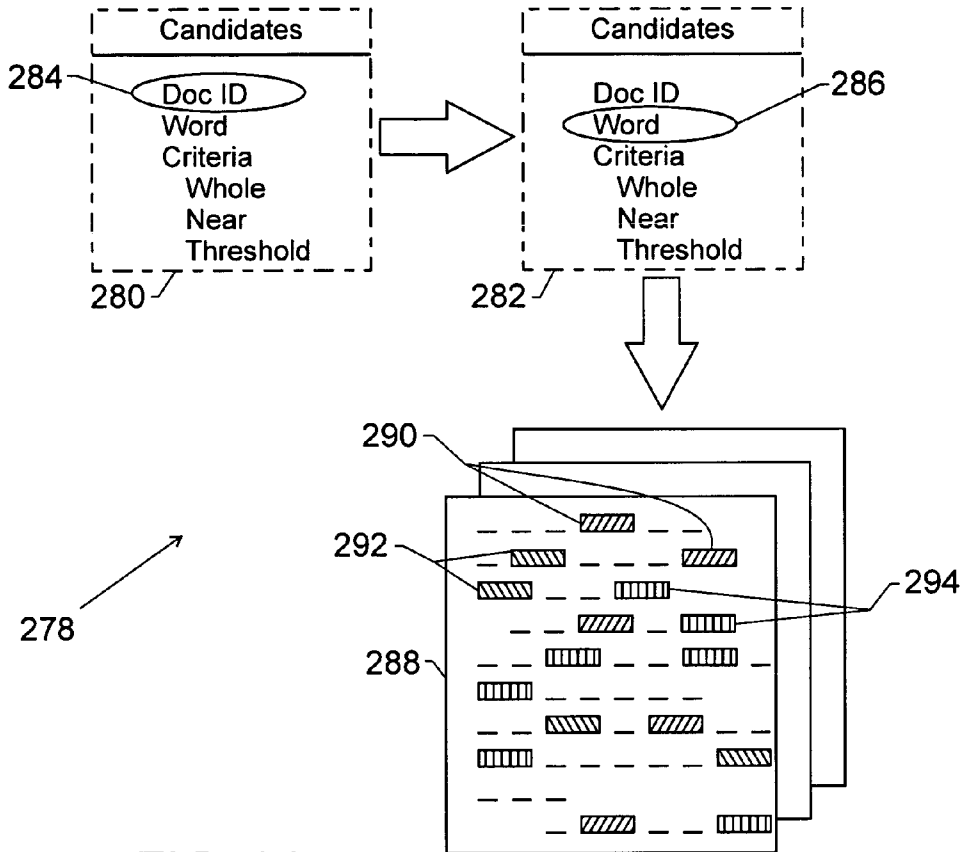 Candidates
284
Doc ID
Word
Criteria
Whole
Near
Threshold
280
Candidates
286
Doc ID
Word
Criteria
Whole
Near
Threshold
282
290
292
294
278
288